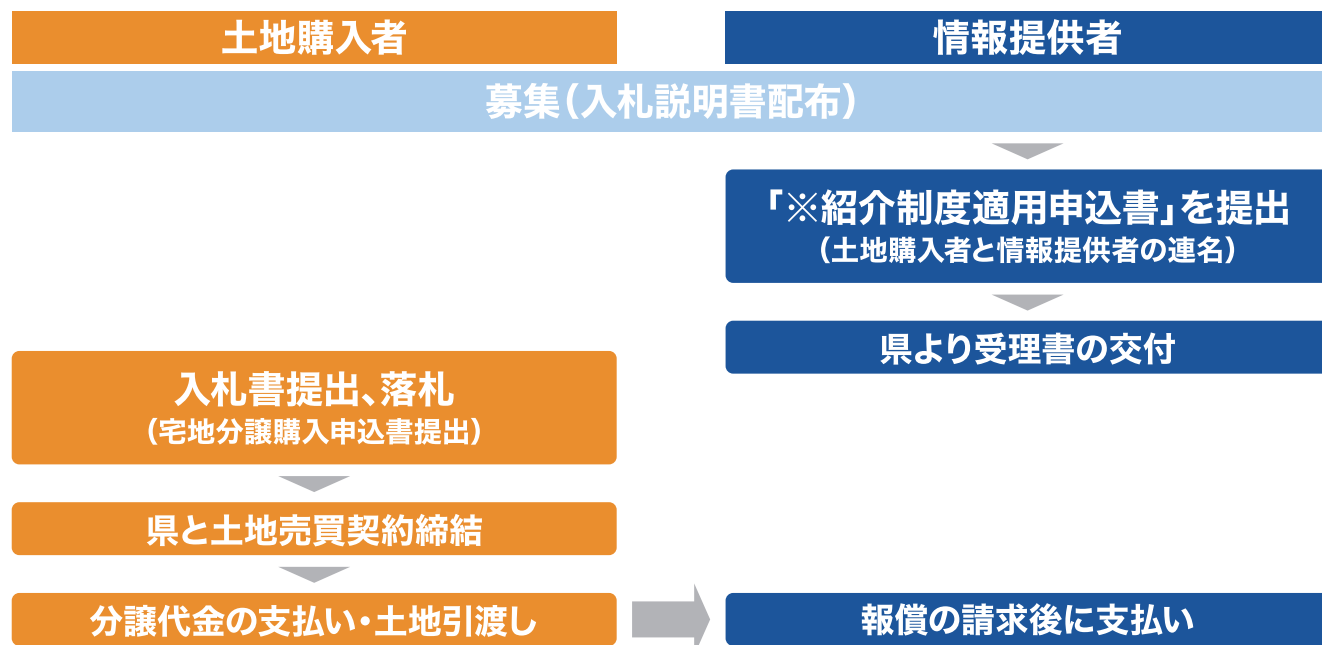 土地購入者
情報提供者
募集（入札説明書配布）
「※紹介制度適用申込書」を提出
（土地購入者と情報提供者の連名）
県より受理書の交付
入札書提出、落札
（宅地分譲購入申込書提出）
県と土地売買契約締結
分譲代金の支払い・土地引渡し
報償の請求後に支払い